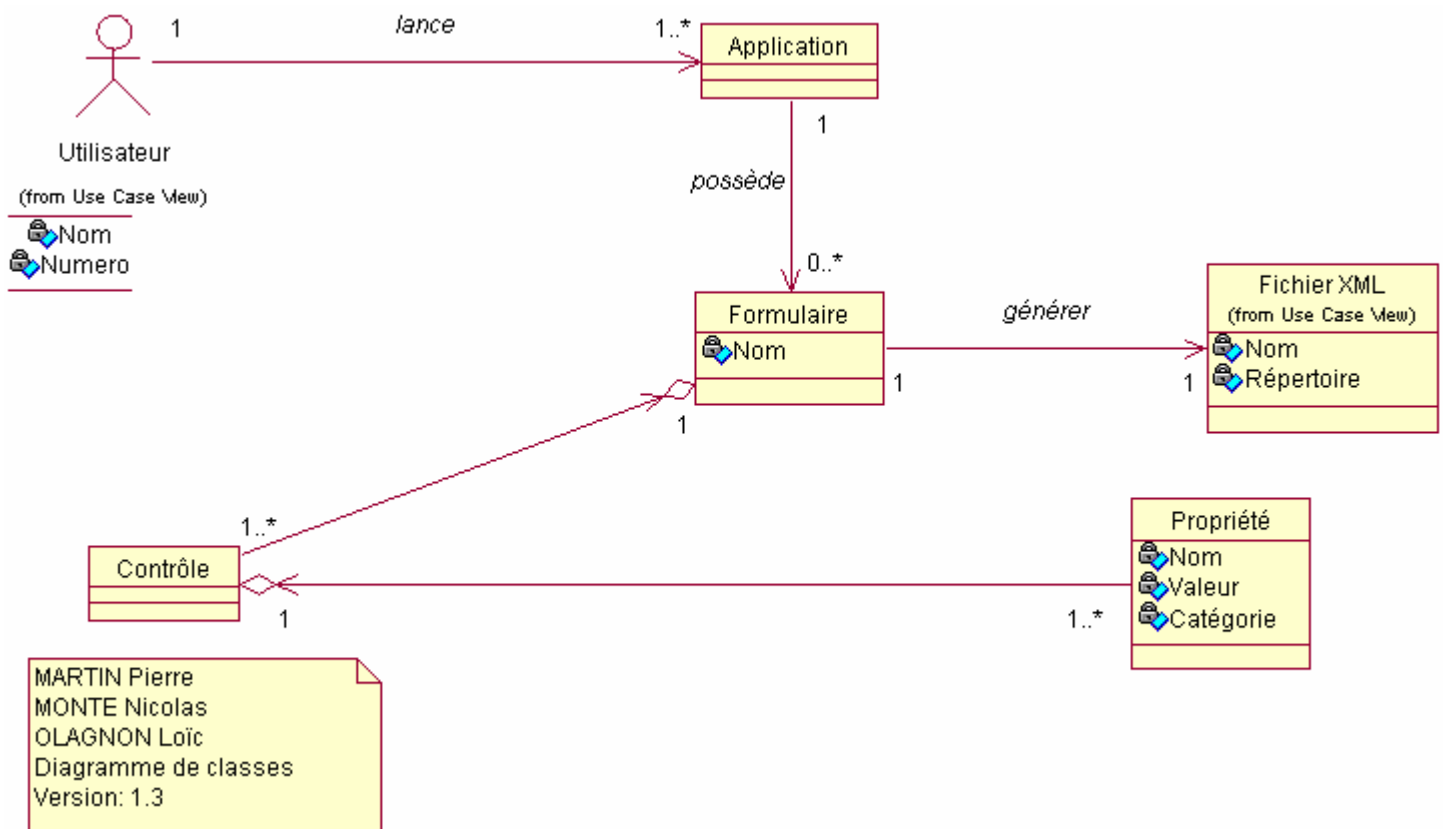 1
lance
1..*
Application
Utilisateur
(from Use Case View)
Nom
Numero
1
possède
0..*
Formulaire
Nom
1
1
générer
1
Fichier XML
(from Use Case View)
Nom
Répertoire
1..*
Contrôle
1
Propriété
Nom
Valeur
Catégorie
1..*
MARTIN Pierre
MONTE Nicolas
OLAGNON Loïc
Diagramme de classes
Version: 1.3